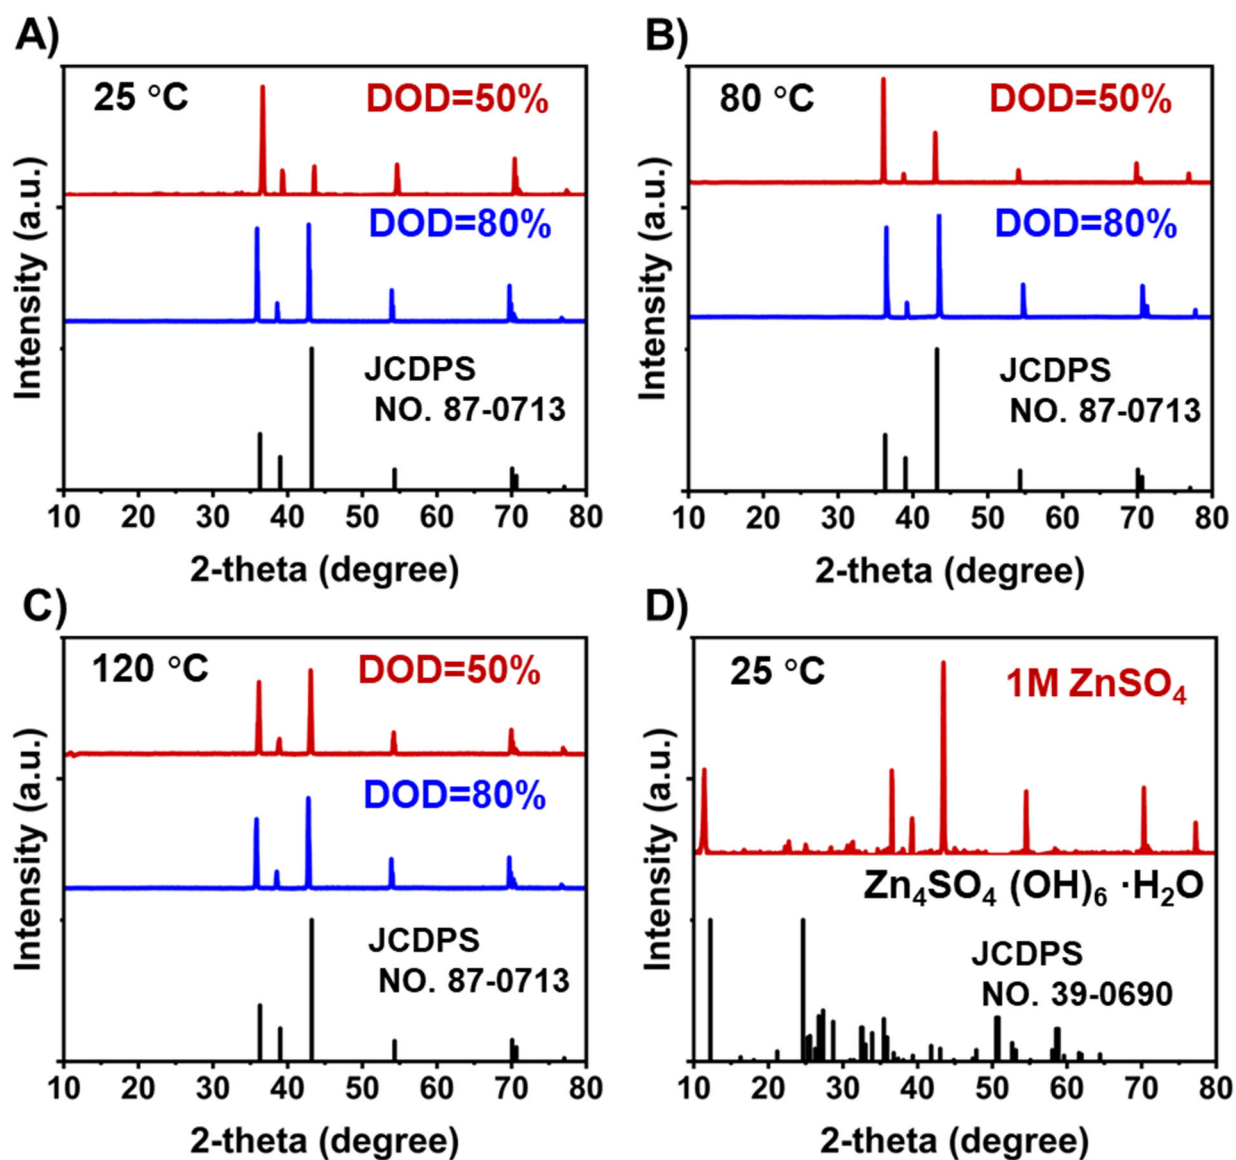 A)
25 °C
DOD=50%
DOD=80%
JCDPS
NO. 87-0713
Intensity (a.u.)
10 20 30 40 50 60 70 80
2-theta (degree)
B)
80 °C
DOD=50%
DOD=80%
JCDPS
NO. 87-0713
Intensity (a.u.)
10 20 30 40 50 60 70 80
2-theta (degree)
C)
120 °C
DOD=50%
DOD=80%
JCDPS
NO. 87-0713
Intensity (a.u.)
10 20 30 40 50 60 70 80
2-theta (degree)
D)
25 °C
1M ZnSO₄
Zn₄SO₄ (OH)₆ ·H₂O
JCDPS
NO. 39-0690
Intensity (a.u.)
10 20 30 40 50 60 70 80
2-theta (degree)